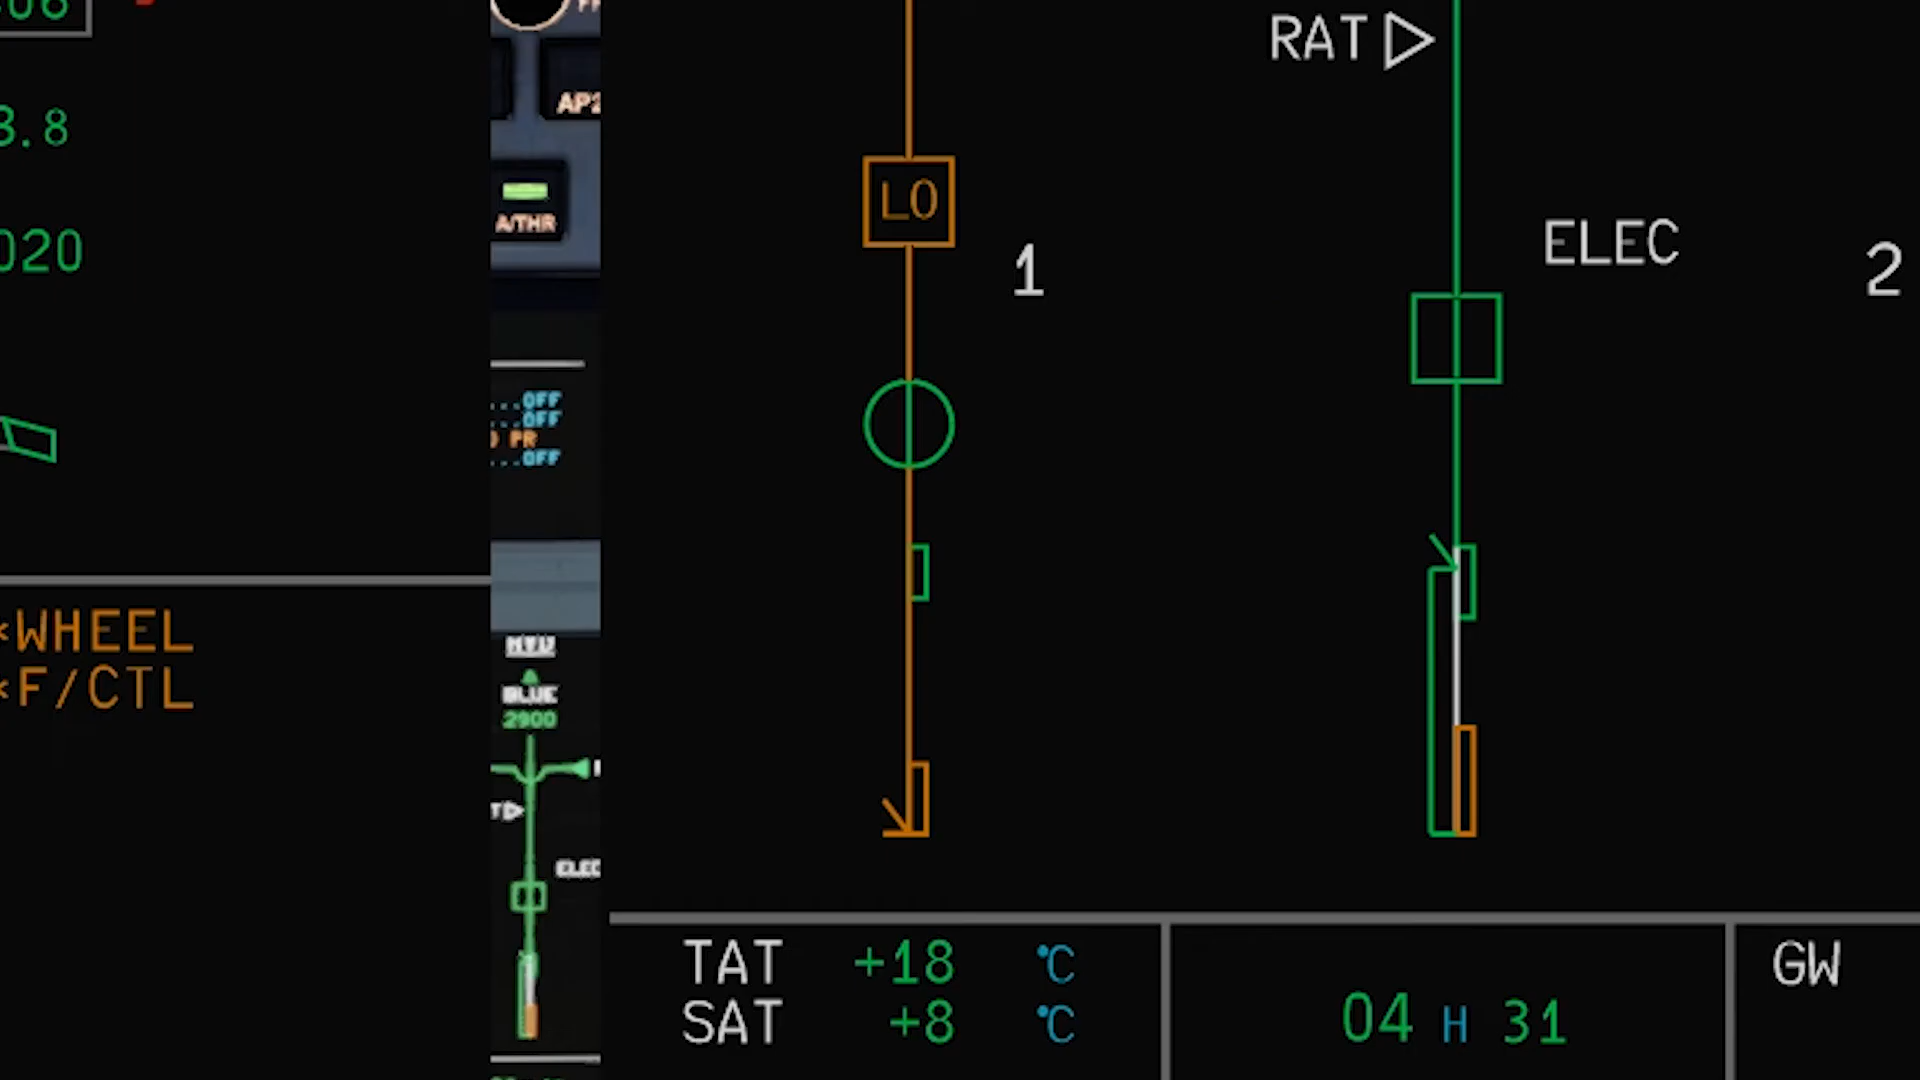 3.8
020
*WHEEL
*F/CTL
A/THR
...OFF
...OFF
PR
...OFF
HYD
BLUE
2900
ELEC
RAT
LO
1
ELEC
2
TAT +18 °C
SAT +8 °C
04 H 31
GW